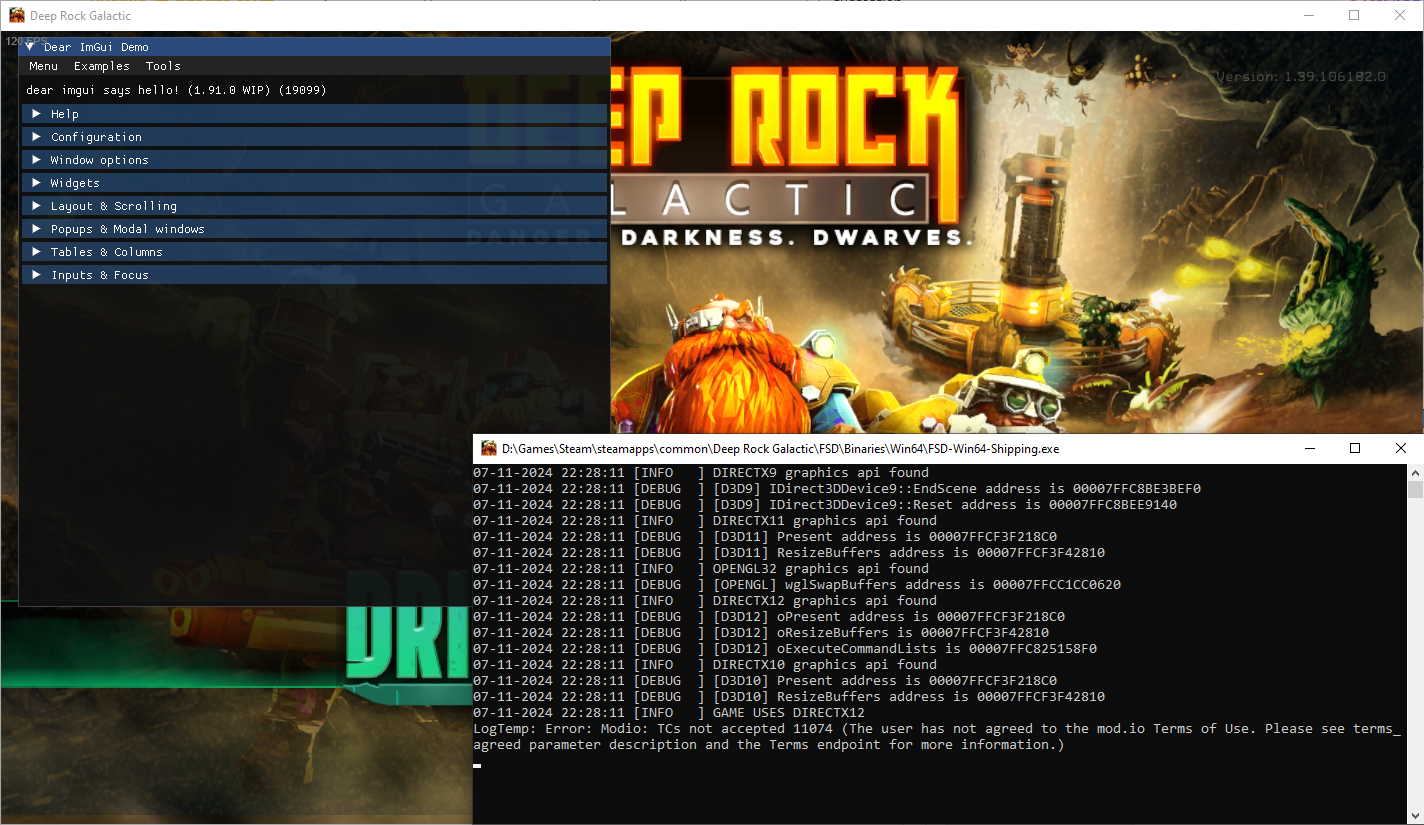 Deep Rock Galactic
120 FPS
Dear ImGui Demo
Menu Examples Tools
dear imgui says hello! (1.91.0 WIP) (19099)
Help
Configuration
Window options
Widgets
Layout & Scrolling
Popups & Modal windows
Tables & Columns
Inputs & Focus
Version: 1.39.106182.0
DEEP ROCK
GALACTIC
DANGER. DARKNESS. DWARVES.
DRI
D:\Games\Steam\steamapps\common\Deep Rock Galactic\FSD\Binaries\Win64\FSD-Win64-Shipping.exe
07-11-2024 22:28:11 [INFO   ] DIRECTX9 graphics api found
07-11-2024 22:28:11 [DEBUG  ] [D3D9] IDirect3DDevice9::EndScene address is 00007FFC8BE3BEF0
07-11-2024 22:28:11 [DEBUG  ] [D3D9] IDirect3DDevice9::Reset address is 00007FFC8BEE9140
07-11-2024 22:28:11 [INFO   ] DIRECTX11 graphics api found
07-11-2024 22:28:11 [DEBUG  ] [D3D11] Present address is 00007FFCF3F218C0
07-11-2024 22:28:11 [DEBUG  ] [D3D11] ResizeBuffers address is 00007FFCF3F42810
07-11-2024 22:28:11 [INFO   ] OPENGL32 graphics api found
07-11-2024 22:28:11 [DEBUG  ] [OPENGL] wglSwapBuffers address is 00007FFCC1CC0620
07-11-2024 22:28:11 [INFO   ] DIRECTX12 graphics api found
07-11-2024 22:28:11 [DEBUG  ] [D3D12] oPresent address is 00007FFCF3F218C0
07-11-2024 22:28:11 [DEBUG  ] [D3D12] oResizeBuffers is 00007FFCF3F42810
07-11-2024 22:28:11 [DEBUG  ] [D3D12] oExecuteCommandLists is 00007FFC825158F0
07-11-2024 22:28:11 [INFO   ] DIRECTX10 graphics api found
07-11-2024 22:28:11 [DEBUG  ] [D3D10] Present address is 00007FFCF3F218C0
07-11-2024 22:28:11 [DEBUG  ] [D3D10] ResizeBuffers address is 00007FFCF3F42810
07-11-2024 22:28:11 [INFO   ] GAME USES DIRECTX12
LogTemp: Error: Modio: TCs not accepted 11074 (The user has not agreed to the mod.io Terms of Use. Please see terms_
agreed parameter description and the Terms endpoint for more information.)